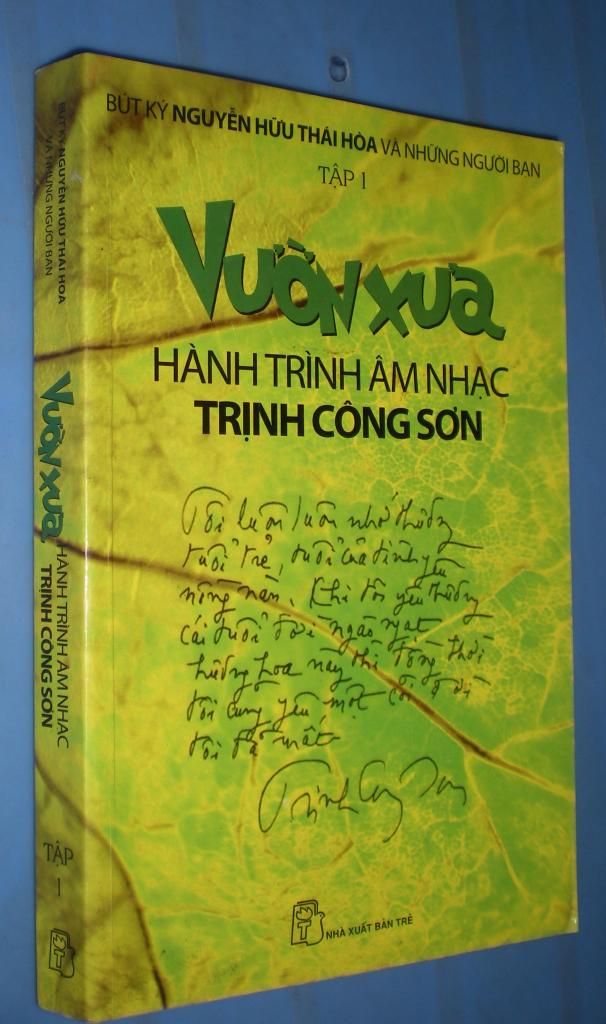 BÚT KÝ NGUYỄN HỮU THÁI HÒA VÀ NHỮNG NGƯỜI BẠN
TẬP 1
VƯỜN XƯA
HÀNH TRÌNH ÂM NHẠC
TRỊNH CÔNG SƠN
Tôi luôn luôn nhớ thương
tuổi trẻ, tuổi của tình yêu
nồng nàn. Khi tôi yêu thương
cái tuổi đời ngào ngạt
hương hoa này thì đồng thời
tôi cũng yêu một cõi
tôi đã mất
Trịnh Công Sơn
NHÀ XUẤT BẢN TRẺ
BÚT KÝ NGUYỄN HỮU THÁI HÒA
VÀ NHỮNG NGƯỜI BẠN
VƯỜN XƯA
HÀNH TRÌNH ÂM NHẠC
TRỊNH CÔNG SƠN
TẬP
1